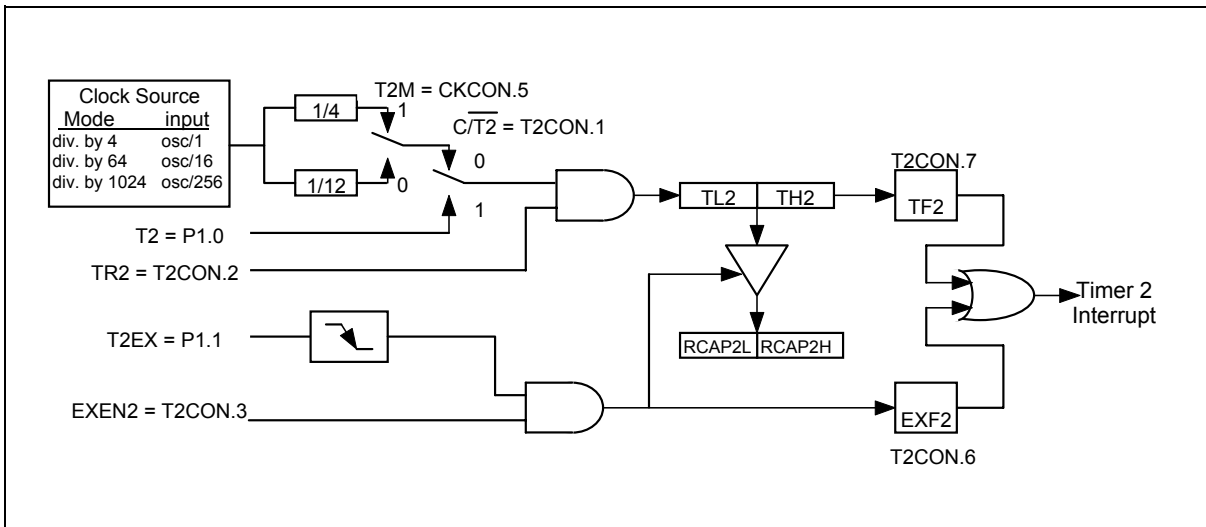 Clock Source
Mode input
div. by 4 osc/1
div. by 64 osc/16
div. by 1024 osc/256
1/4
1/12
T2M = CKCON.5
1
0
C/T2 = T2CON.1
0
1
T2 = P1.0
TR2 = T2CON.2
TL2 TH2
T2CON.7
TF2
T2EX = P1.1
RCAP2L RCAP2H
Timer 2
Interrupt
EXEN2 = T2CON.3
EXF2
T2CON.6